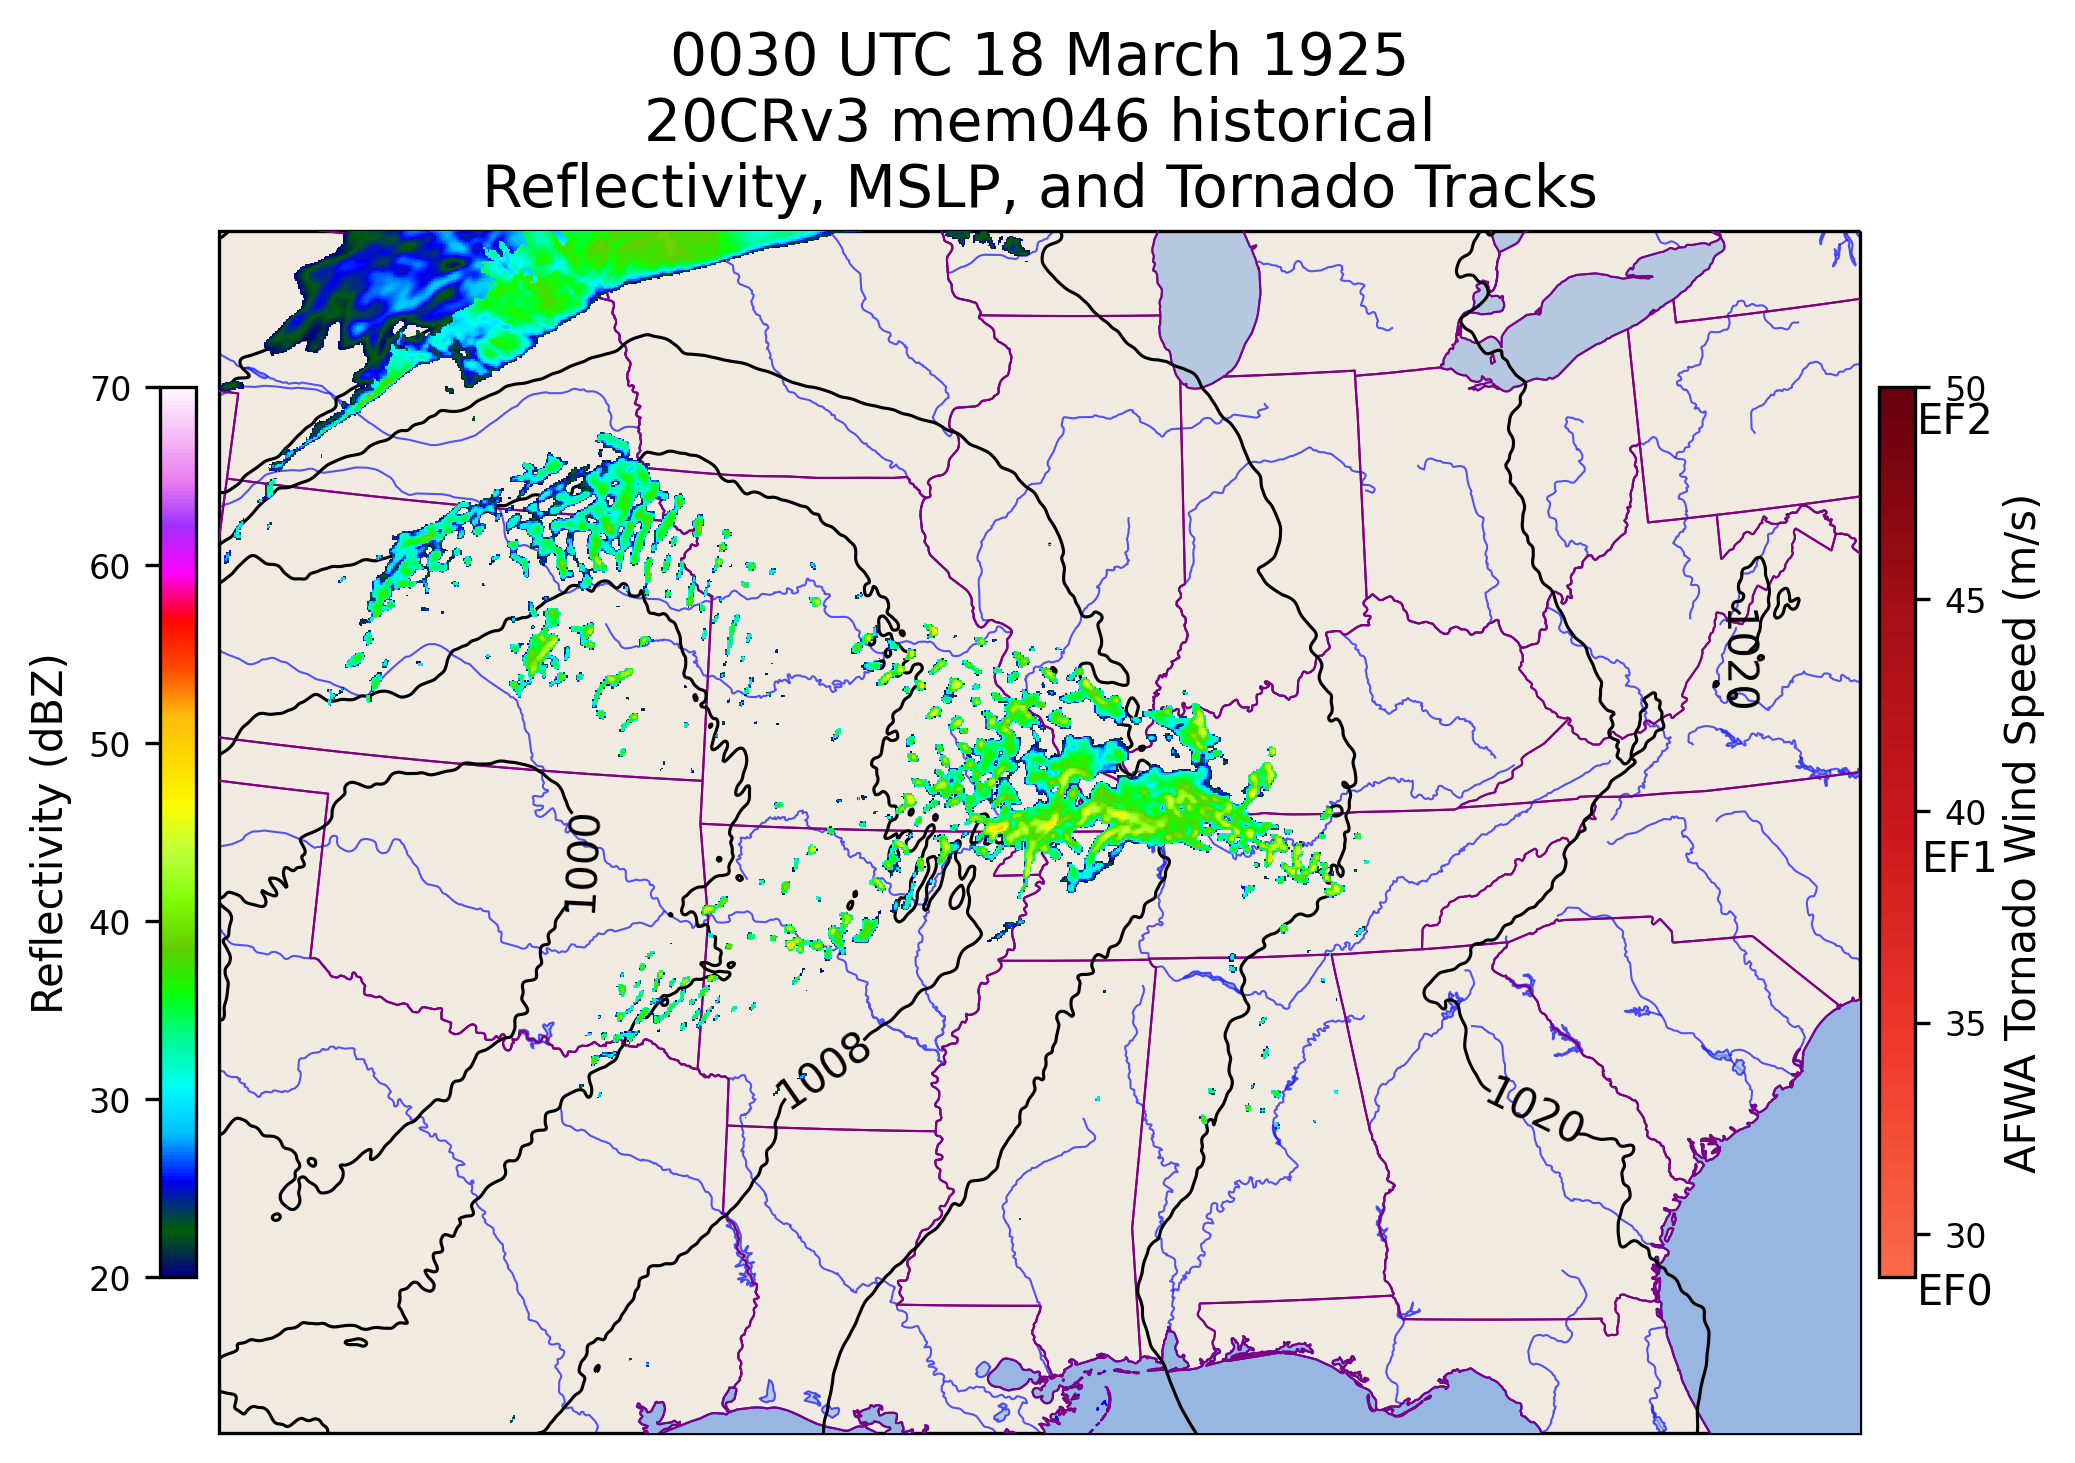 0030 UTC 18 March 1925
20CRv3 mem046 historical
Reflectivity, MSLP, and Tornado Tracks
70
60
50
40
30
20
Reflectivity (dBZ)
1000
1008
1020
1020
50
EF2
45
40
EF1
35
30
EF0
AFWA Tornado Wind Speed (m/s)